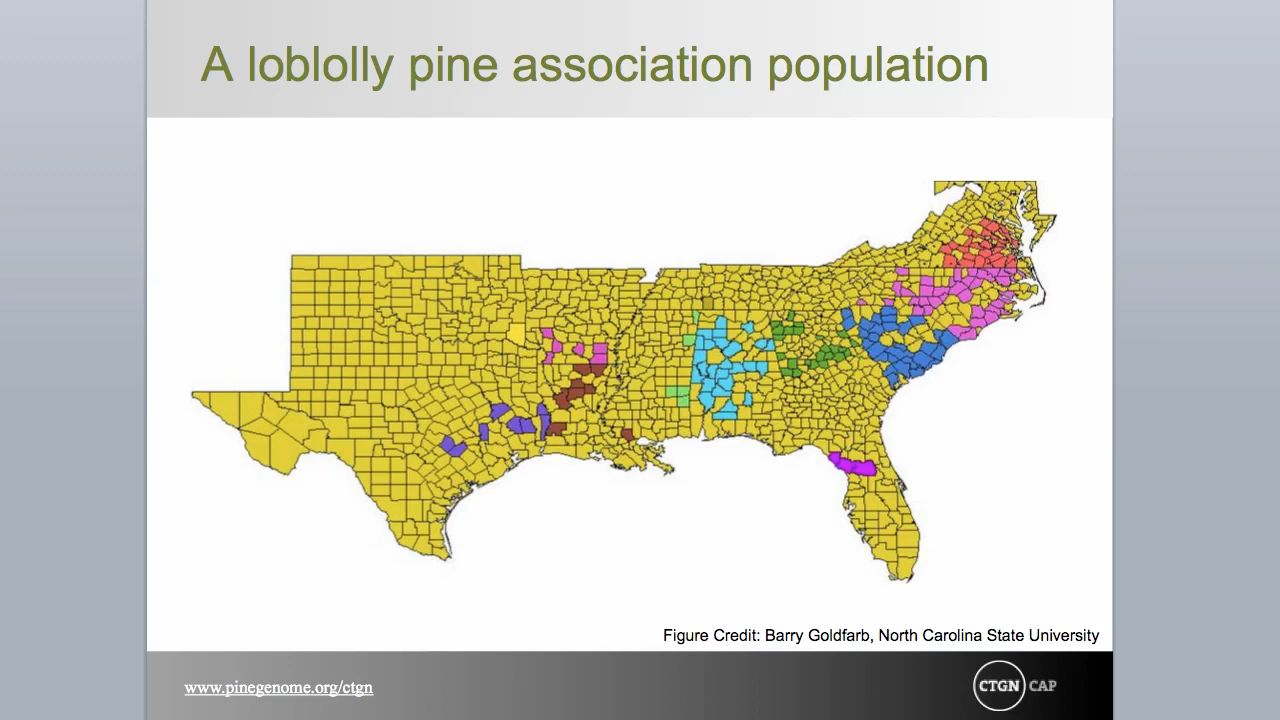 A loblolly pine association population
Figure Credit: Barry Goldfarb, North Carolina State University
www.pinegenome.org/ctgn
CTGN CAP